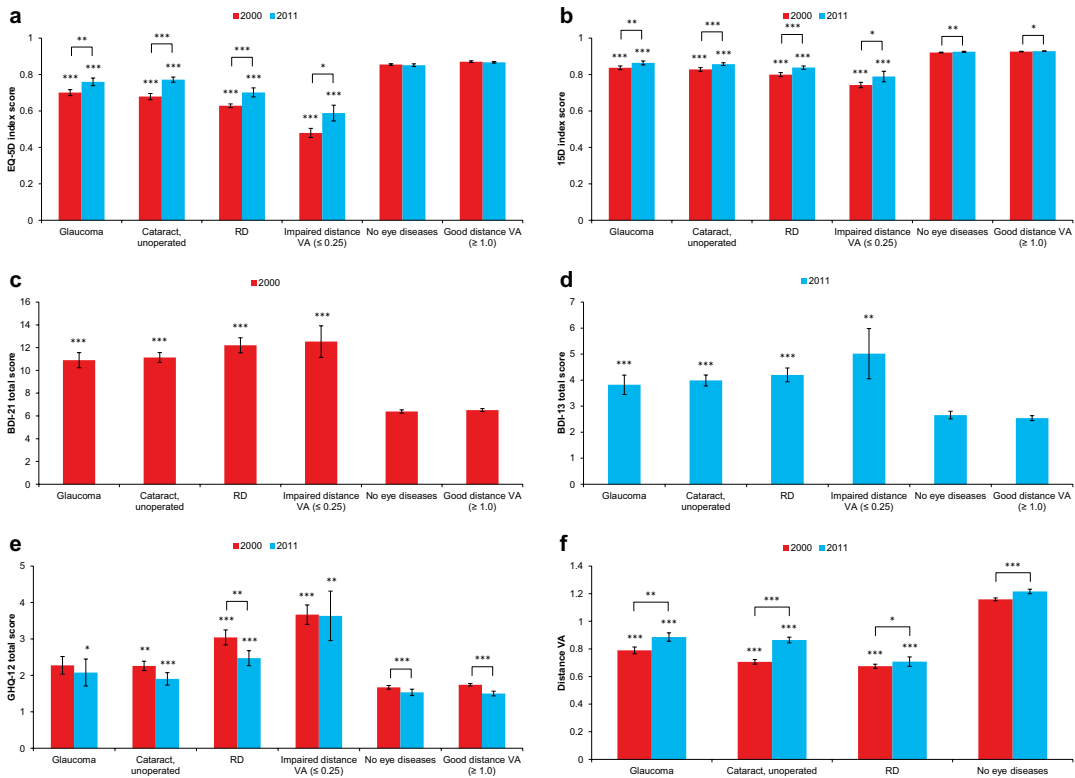 a
2000 2011
EQ-5D index score
1
0.8
0.6
0.4
0.2
0
** *** *** *
*** *** *** *** *** *** *** ***
Glaucoma Cataract, unoperated RD Impaired distance VA (≤ 0.25) No eye diseases Good distance VA (≥ 1.0)
b
2000 2011
15D index score
1
0.8
0.6
0.4
0.2
0
** *** *** * ** *
*** *** *** *** *** *** *** ***
Glaucoma Cataract, unoperated RD Impaired distance VA (≤ 0.25) No eye diseases Good distance VA (≥ 1.0)
c
2000
BDI-21 total score
16
14
12
10
8
6
4
2
0
*** *** *** ***
Glaucoma Cataract, unoperated RD Impaired distance VA (≤ 0.25) No eye diseases Good distance VA (≥ 1.0)
d
2011
BDI-13 total score
7
6
5
4
3
2
1
0
*** *** *** **
Glaucoma Cataract, unoperated RD Impaired distance VA (≤ 0.25) No eye diseases Good distance VA (≥ 1.0)
e
2000 2011
GHQ-12 total score
5
4
3
2
1
0
** *** ***
* ** *** *** *** *** **
Glaucoma Cataract, unoperated RD Impaired distance VA (≤ 0.25) No eye diseases Good distance VA (≥ 1.0)
f
2000 2011
Distance VA
1.4
1.2
1
0.8
0.6
0.4
0.2
0
** *** * ***
*** *** *** *** *** ***
Glaucoma Cataract, unoperated RD No eye diseases